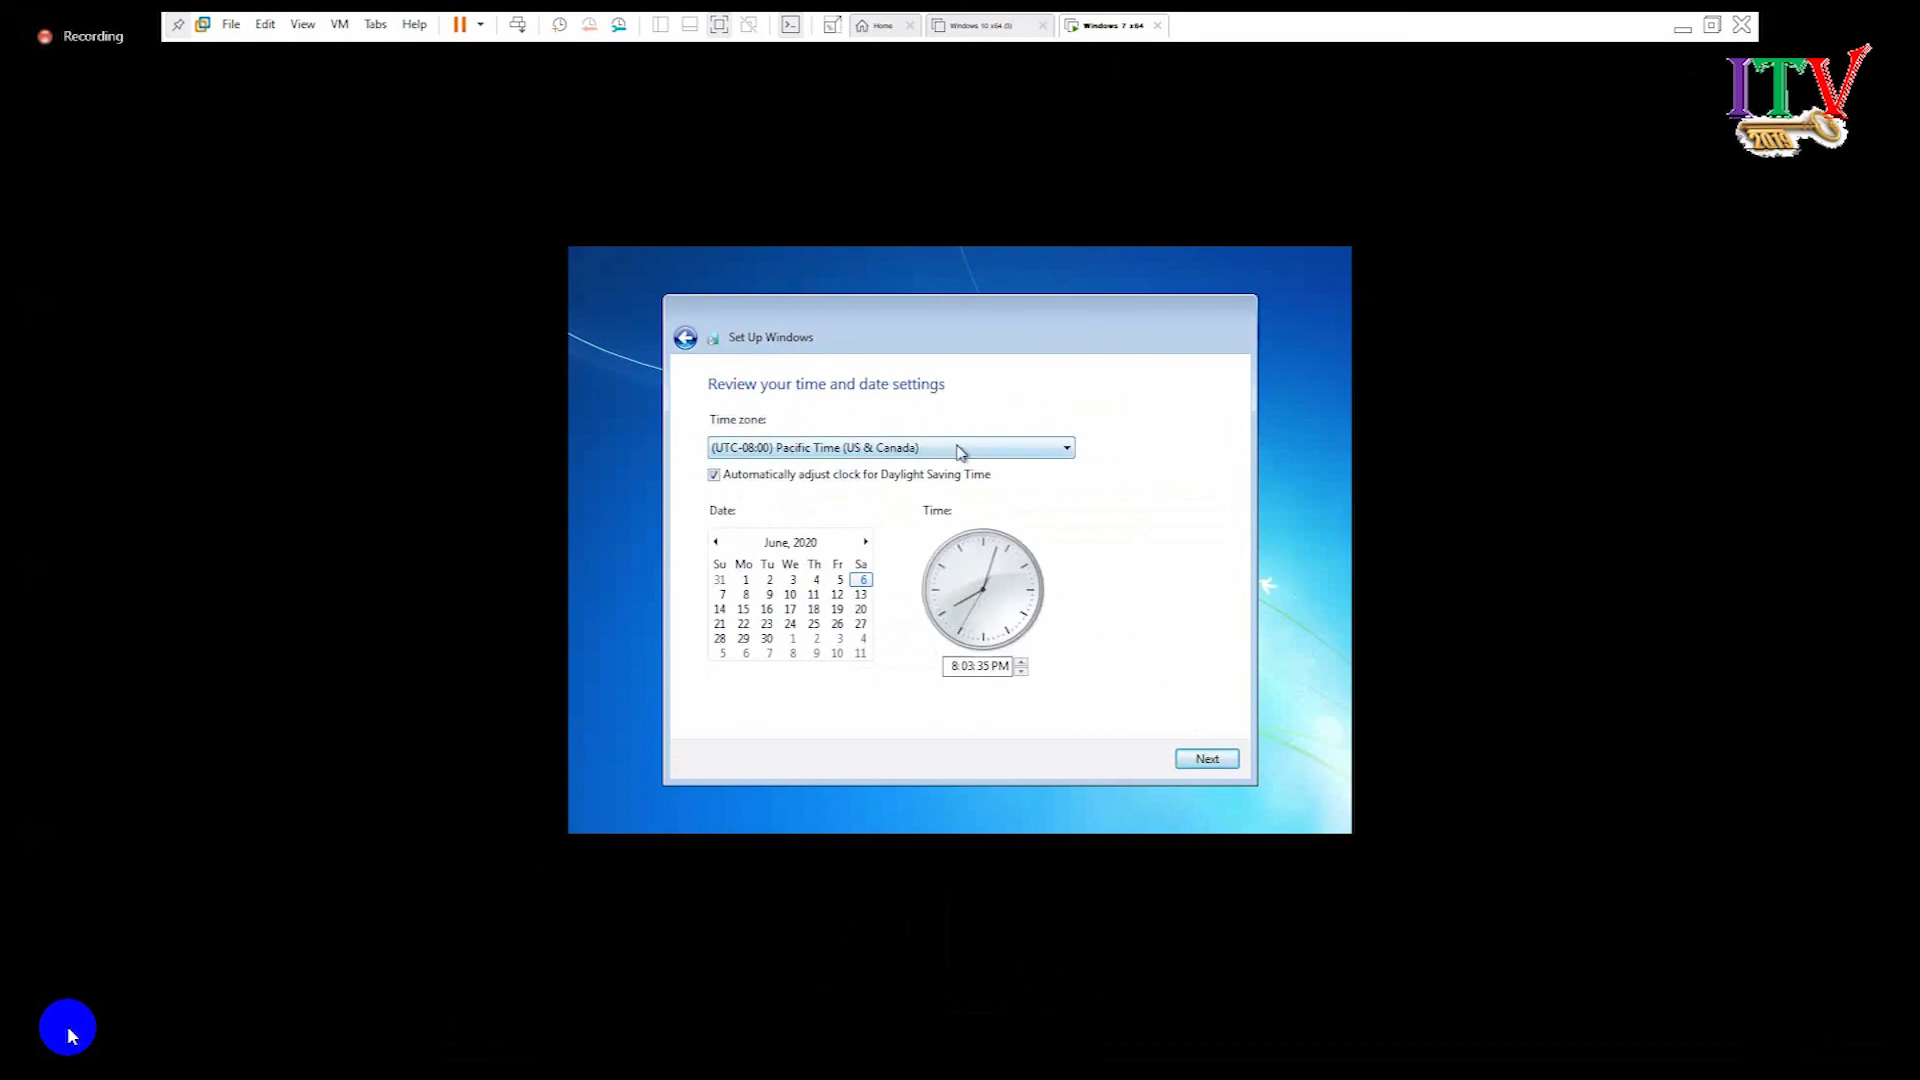 Recording
File Edit View VM Tabs Help
Home
Windows 10 x64 (I)
Windows 7 x64
ITV
2019
Set Up Windows
Review your time and date settings
Time zone:
(UTC-08:00) Pacific Time (US & Canada)
Automatically adjust clock for Daylight Saving Time
Date: Time:
June, 2020
Su Mo Tu We Th Fr Sa
31 1 2 3 4 5 6
7 8 9 10 11 12 13
14 15 16 17 18 19 20
21 22 23 24 25 26 27
28 29 30 1 2 3 4
5 6 7 8 9 10 11
8:03:35 PM
Next